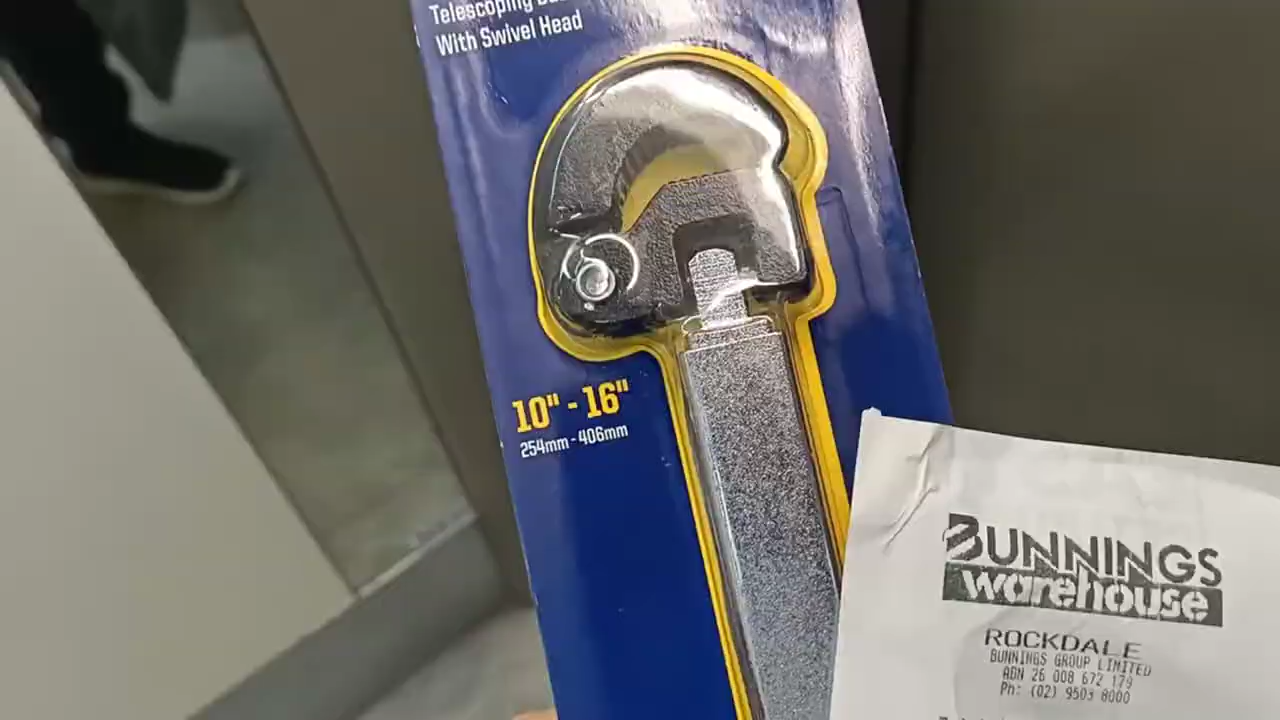 Telescoping
With Swivel Head
10" - 16"
254mm - 406mm
BUNNINGS
warehouse
ROCKDALE
BUNNINGS GROUP LIMITED
ABN 26 008 672 179
Ph: (02) 9503 8000